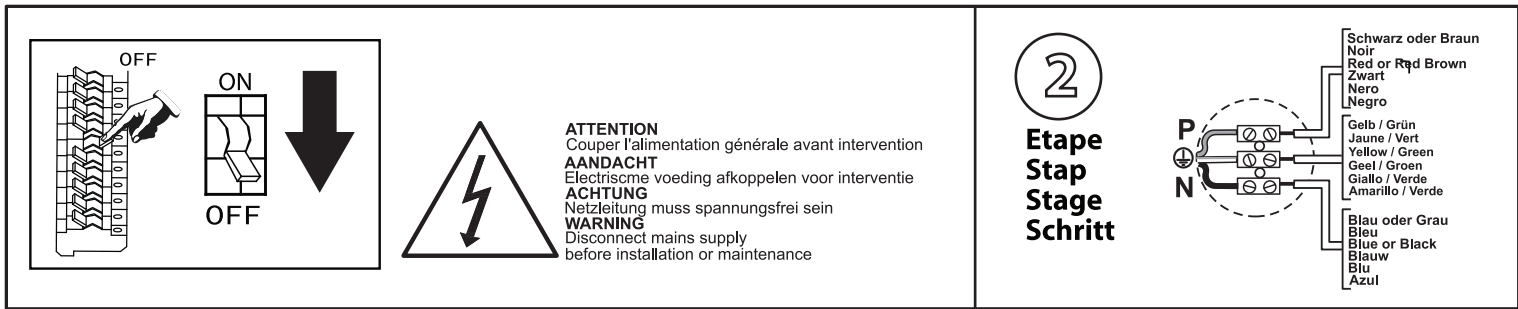 OFF
ON
OFF
ATTENTION
Couper l'alimentation générale avant intervention
AANDACHT
Electriscme voeding afkoppelen voor interventie
ACHTUNG
Netzleitung muss spannungsfrei sein
WARNING
Disconnect mains supply
before installation or maintenance
2
Etape
Stap
Stage
Schritt
P
N
Schwarz oder Braun
Noir
Red or Red Brown
Zwart
Nero
Negro
Gelb / Grün
Jaune / Vert
Yellow / Green
Geel / Groen
Giallo / Verde
Amarillo / Verde
Blau oder Grau
Bleu
Blue or Black
Blauw
Blu
Azul